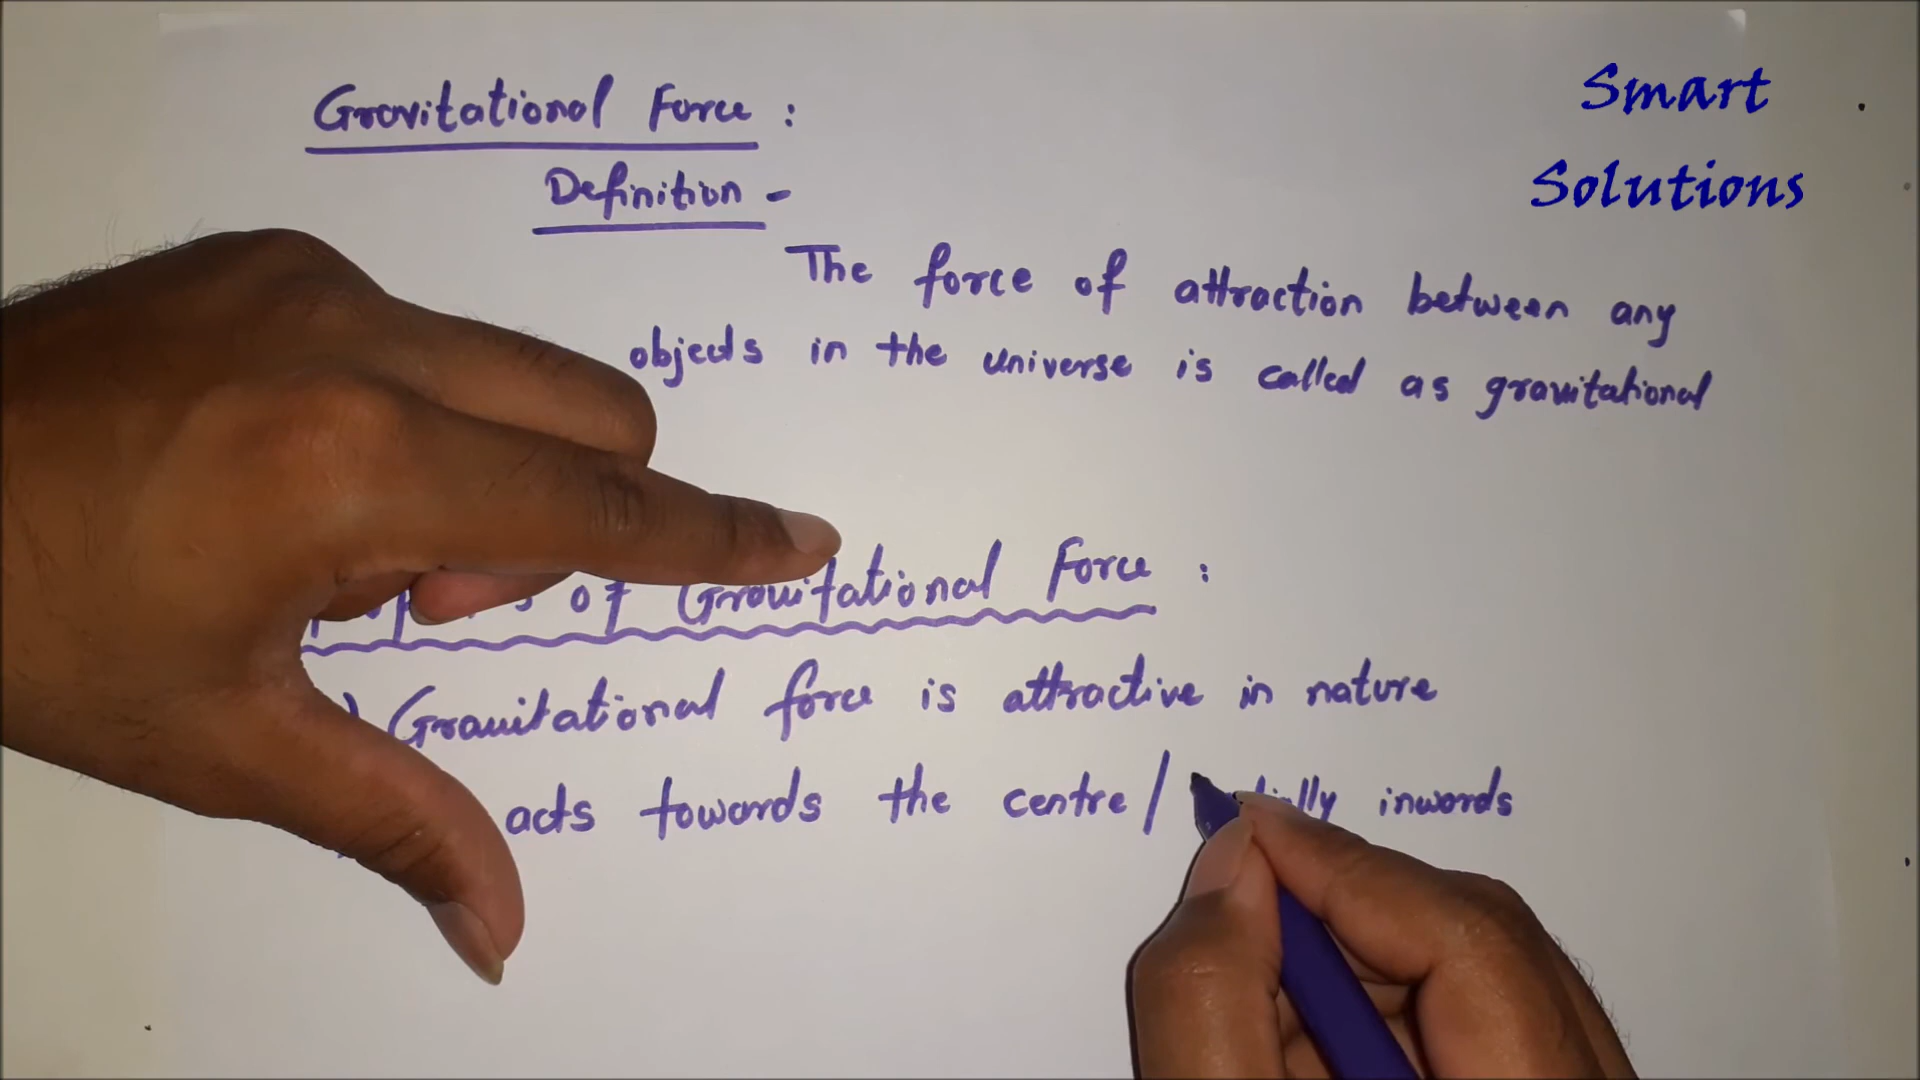 Gravitational Force :
Smart
Solutions
Definition -
The force of attraction between any
objects in the universe is called as gravitational
of Gravitational Force :
) Gravitational force is attractive in nature
acts towards the centre / inwards